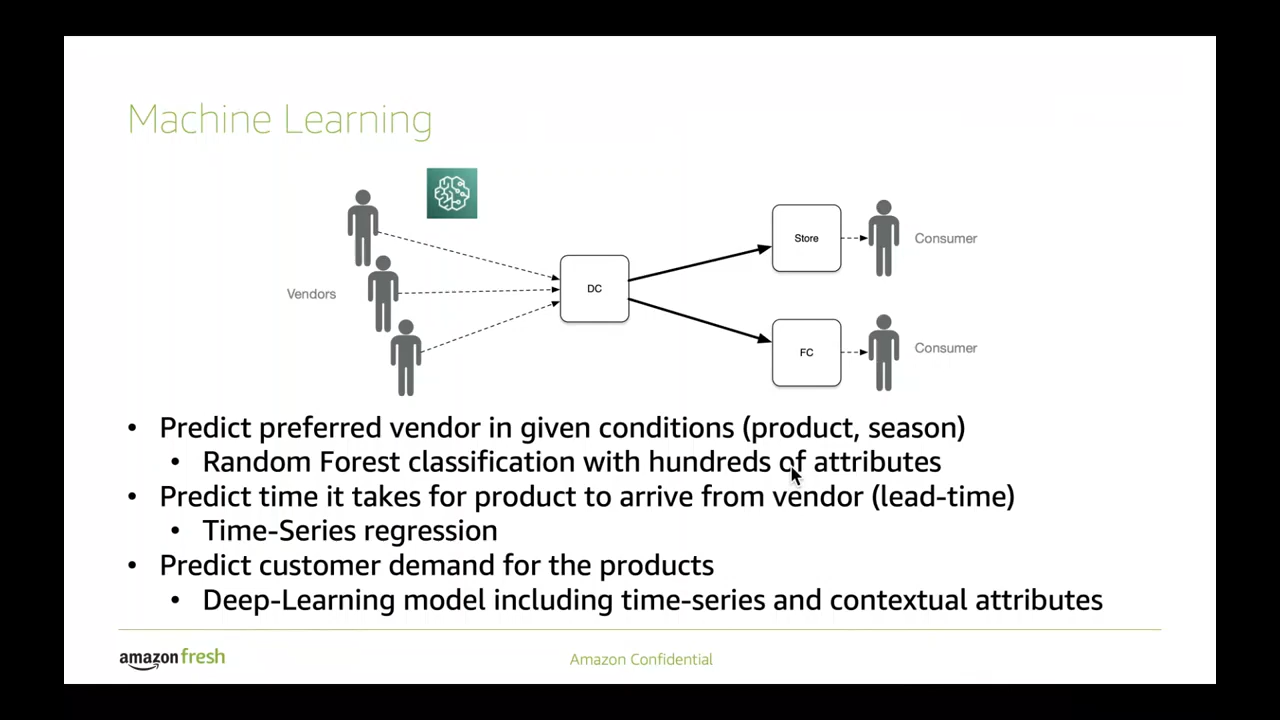 Machine Learning
Vendors
DC
Store
Consumer
FC
Consumer
• Predict preferred vendor in given conditions (product, season)
• Random Forest classification with hundreds of attributes
• Predict time it takes for product to arrive from vendor (lead-time)
• Time-Series regression
• Predict customer demand for the products
• Deep-Learning model including time-series and contextual attributes
amazon fresh
Amazon Confidential